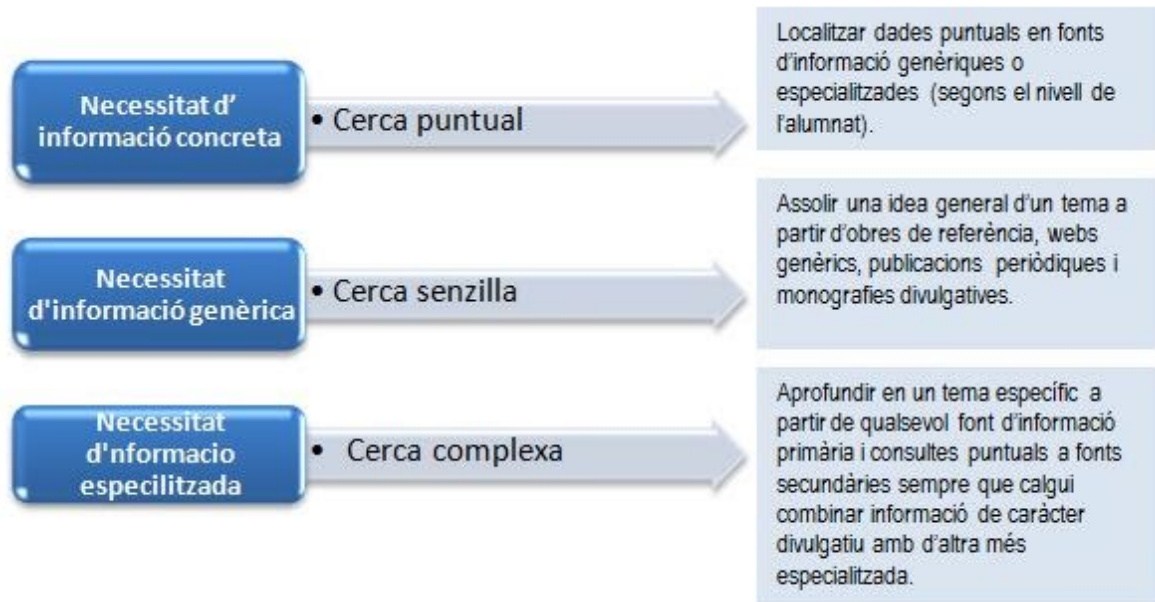 Necessitat d'
informació concreta
• Cerca puntual
Localitzar dades puntuals en fonts
d'informació genèriques o
especialitzades (segons el nivell de
l'alumnat).
Necessitat
d'informació genèrica
• Cerca senzilla
Assolir una idea general d'un tema a
partir d'obres de referència, webs
genèrics, publicacions periòdiques i
monografies divulgatives.
Necessitat
d'nformacio
especilitzada
• Cerca complexa
Aprofundir en un tema específic a
partir de qualsevol font d'informació
primària i consultes puntuals a fonts
secundàries sempre que calgui
combinar informació de caràcter
divulgatiu amb d'altra més
especialitzada.